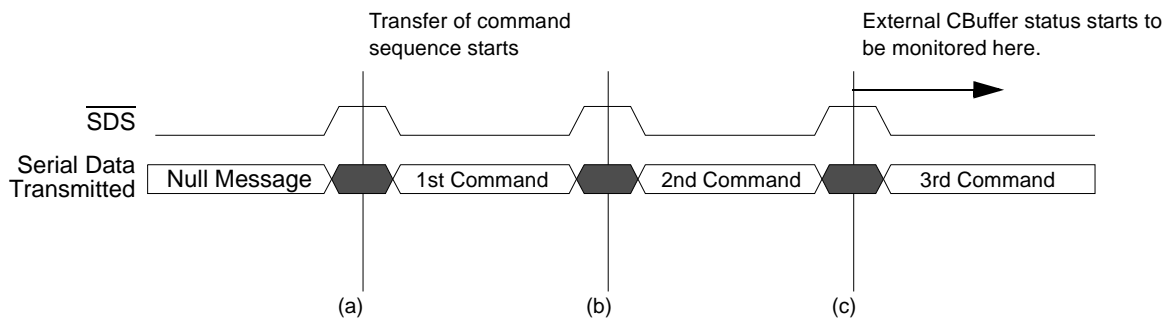 Transfer of command
sequence starts
External CBuffer status starts to
be monitored here.
SDS
Serial Data
Transmitted
Null Message
1st Command
2nd Command
3rd Command
(a)
(b)
(c)